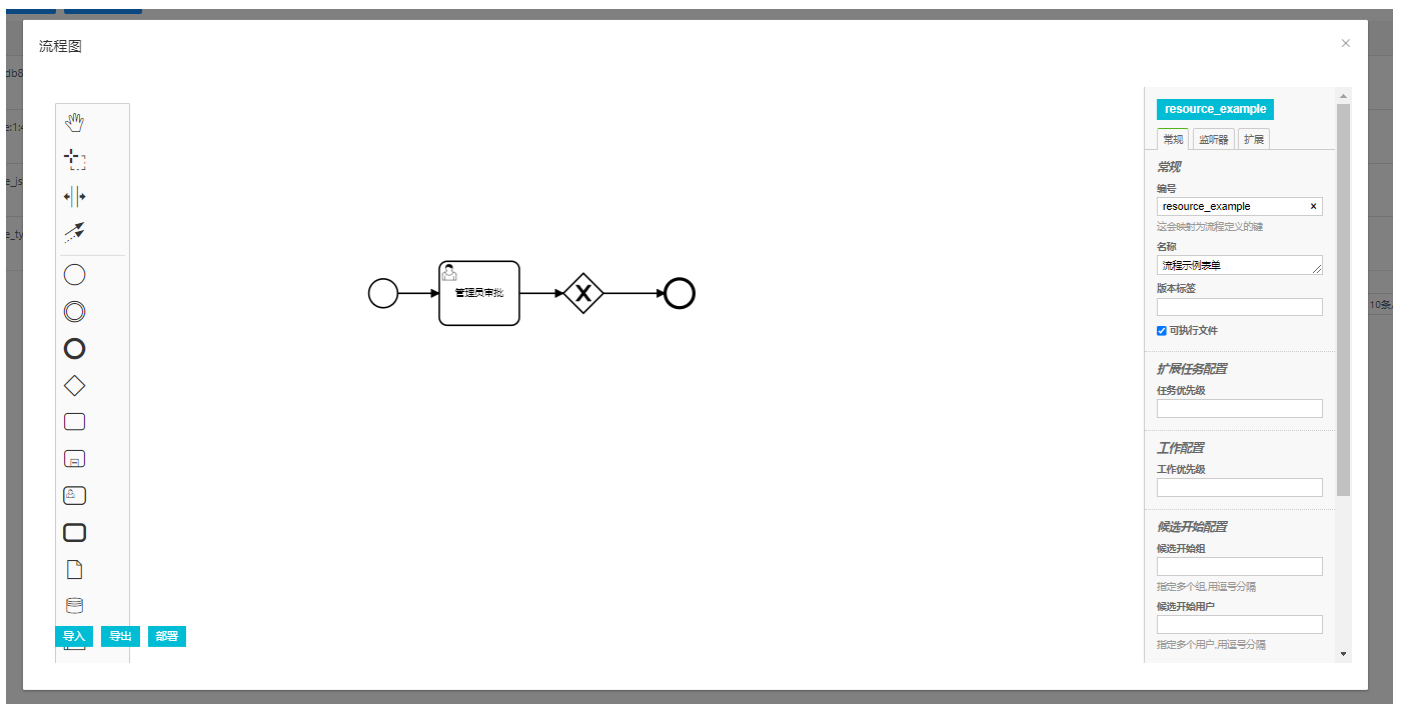 流程图
×
db8
e:1:4
e_js
e_ty
10条
管理员审批
导入 导出 部署
resource_example
常规 监听器 扩展
常规
编号
resource_example ×
这会映射为流程定义的键
名称
流程示例表单
版本标签
可执行文件
扩展任务配置
任务优先级
工作配置
工作优先级
候选开始配置
候选开始组
指定多个组,用逗号分隔
候选开始用户
指定多个用户,用逗号分隔